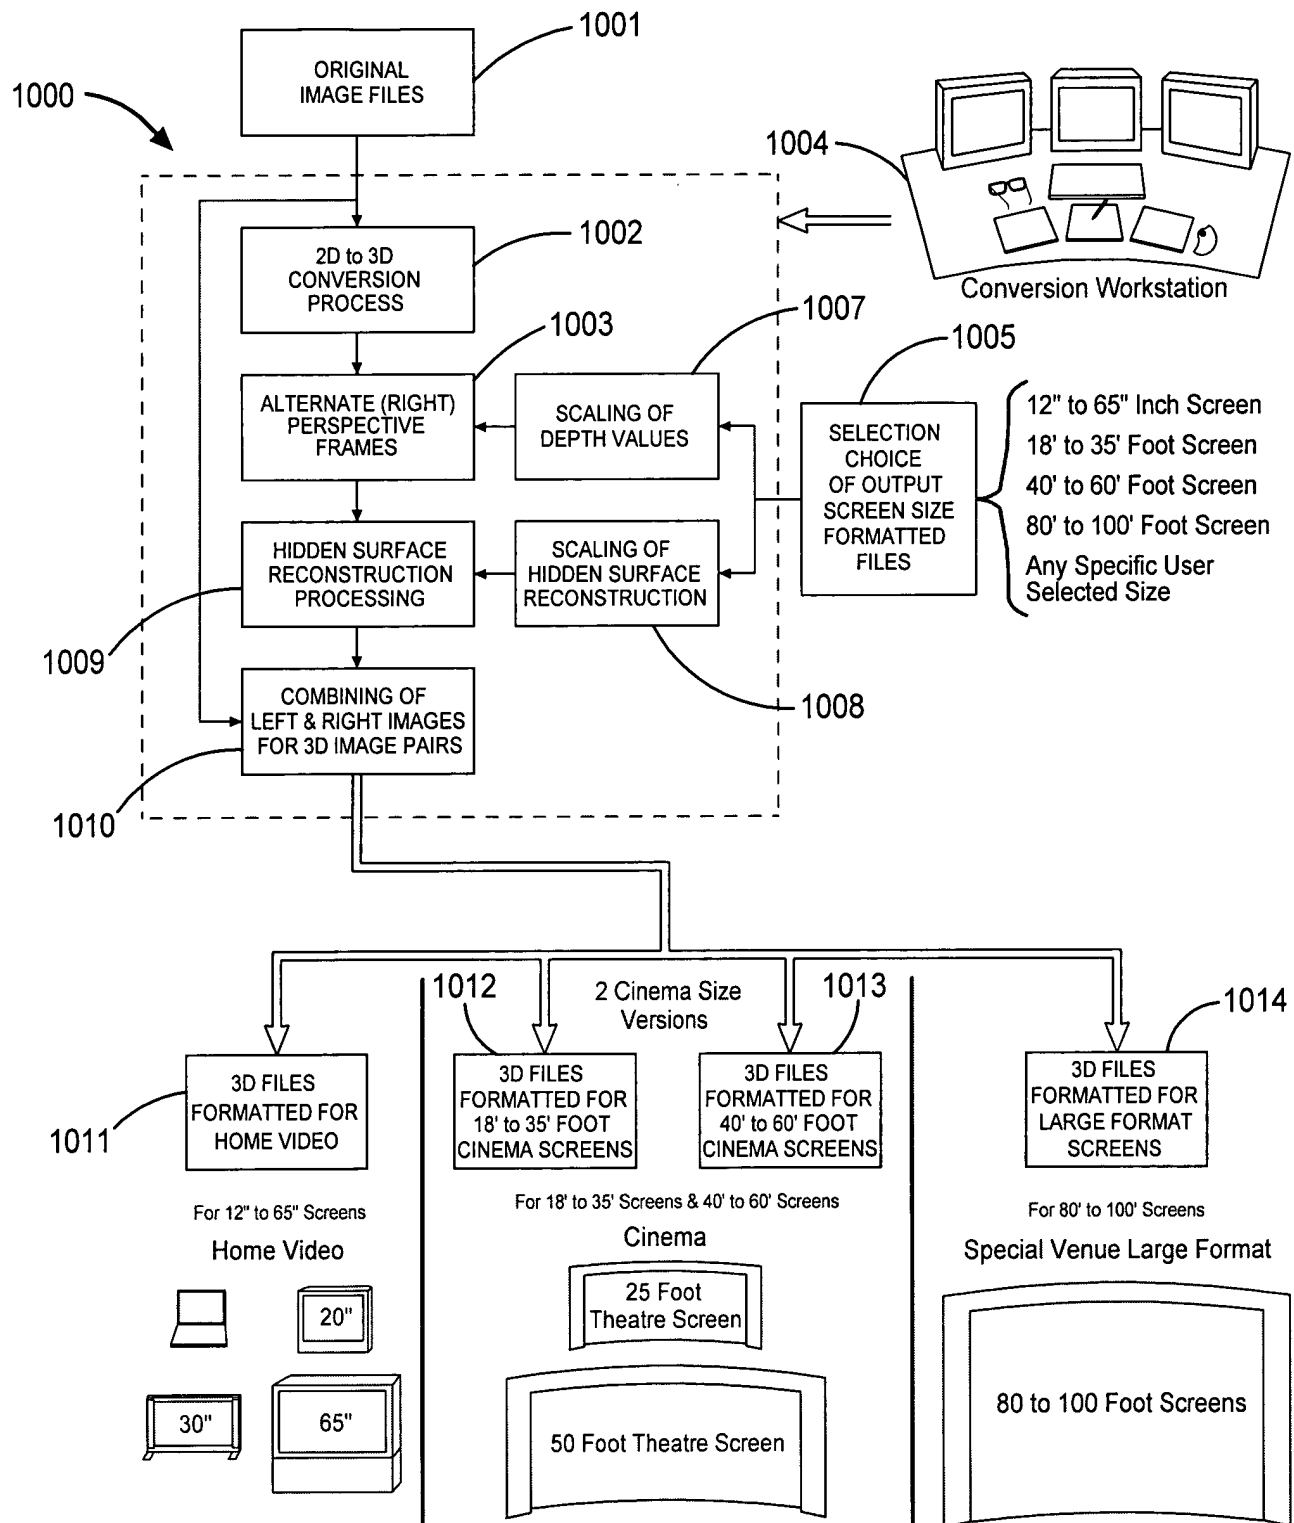 1001
ORIGINAL
IMAGE FILES
1000
1004
1002
2D to 3D
CONVERSION
PROCESS
Conversion Workstation
1007
1003
1005
ALTERNATE (RIGHT)
PERSPECTIVE
FRAMES
SCALING OF
DEPTH VALUES
SELECTION
CHOICE
OF OUTPUT
SCREEN SIZE
FORMATTED
FILES
12" to 65" Inch Screen
18' to 35' Foot Screen
40' to 60' Foot Screen
80' to 100' Foot Screen
Any Specific User
Selected Size
HIDDEN SURFACE
RECONSTRUCTION
PROCESSING
SCALING OF
HIDDEN SURFACE
RECONSTRUCTION
1009
1008
COMBINING OF
LEFT & RIGHT IMAGES
FOR 3D IMAGE PAIRS
1010
1012
2 Cinema Size
Versions
1013
1014
3D FILES
FORMATTED FOR
HOME VIDEO
1011
3D FILES
FORMATTED FOR
18' to 35' FOOT
CINEMA SCREENS
3D FILES
FORMATTED FOR
40' to 60' FOOT
CINEMA SCREENS
3D FILES
FORMATTED FOR
LARGE FORMAT
SCREENS
For 12" to 65" Screens
Home Video
For 18' to 35' Screens & 40' to 60' Screens
Cinema
For 80' to 100' Screens
Special Venue Large Format
20"
30"
65"
25 Foot
Theatre Screen
50 Foot Theatre Screen
80 to 100 Foot Screens